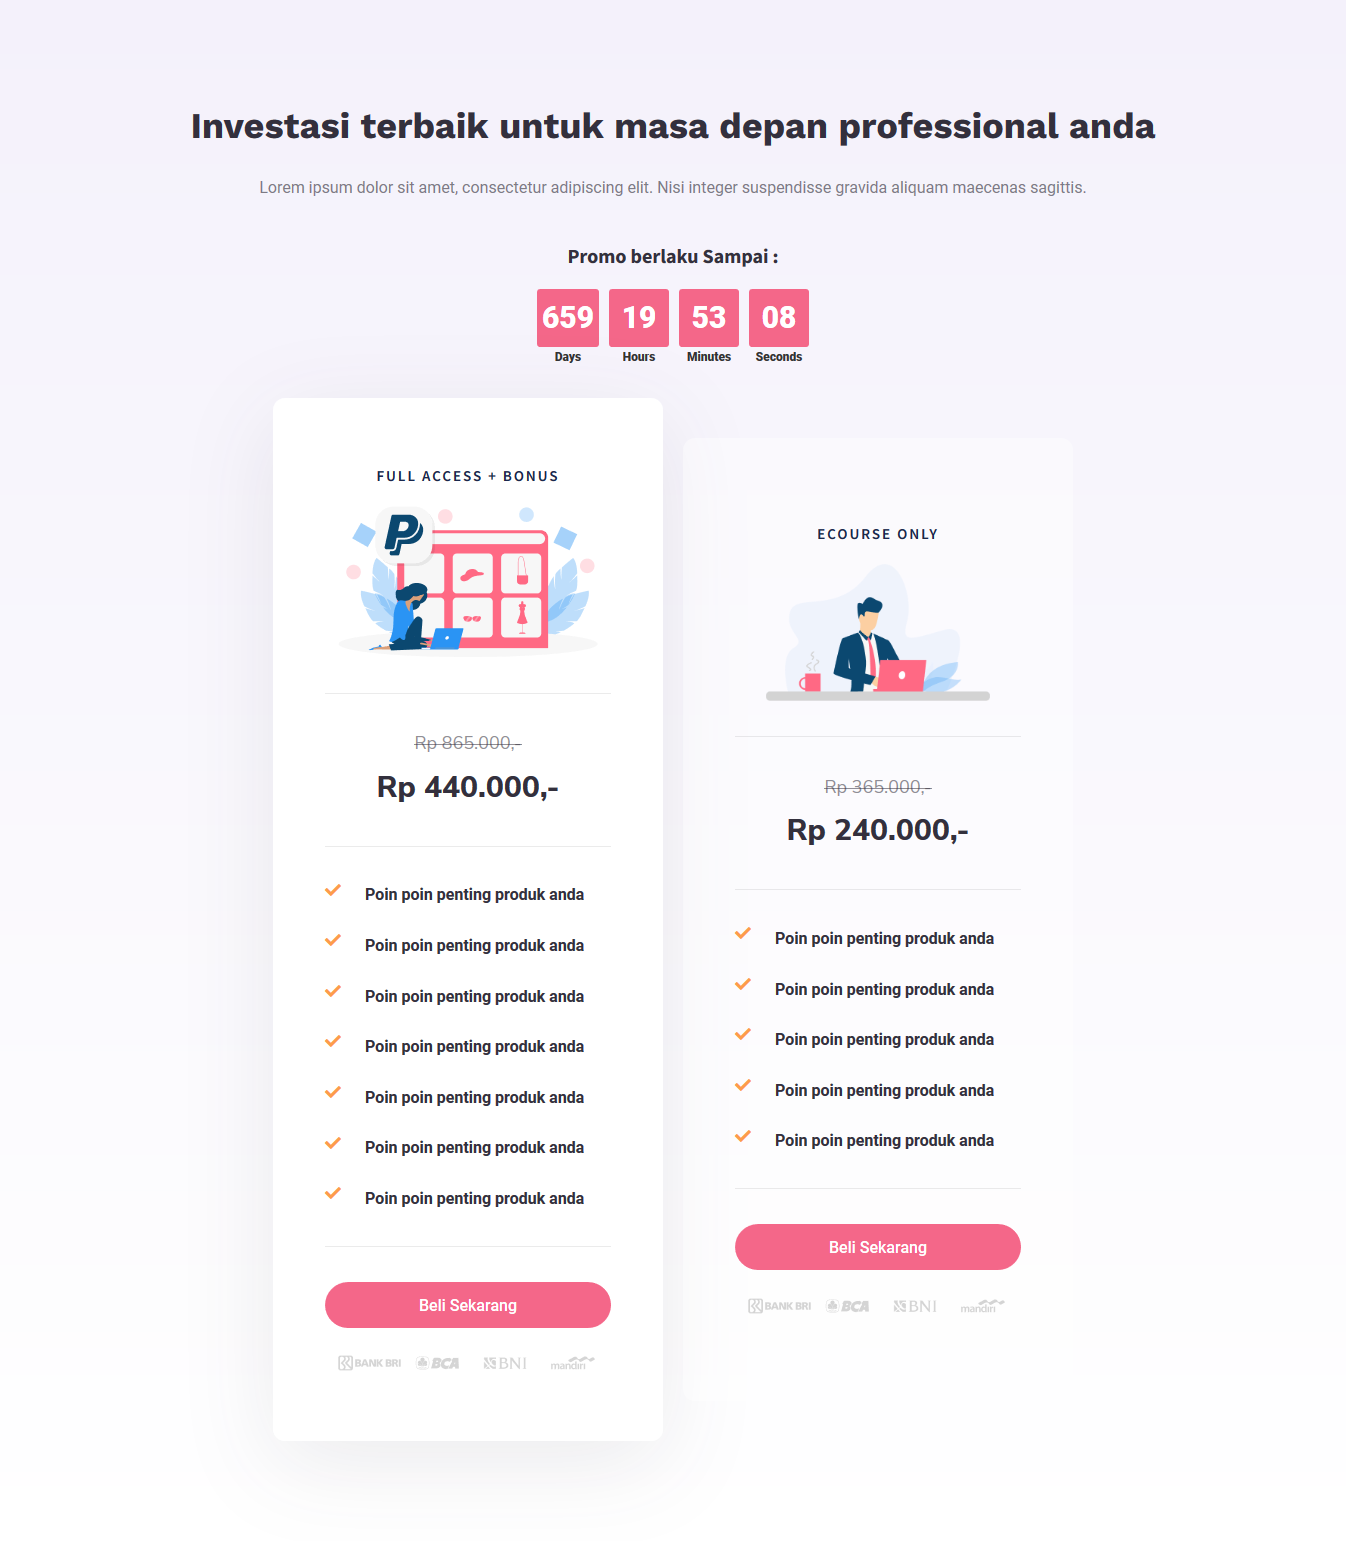 Investasi terbaik untuk masa depan professional anda
Lorem ipsum dolor sit amet, consectetur adipiscing elit. Nisi integer suspendisse gravida aliquam maecenas sagittis.
Promo berlaku Sampai :
659 19 53 08
Days Hours Minutes Seconds
FULL ACCESS + BONUS
Rp 865.000,-
Rp 440.000,-
Poin poin penting produk anda
Poin poin penting produk anda
Poin poin penting produk anda
Poin poin penting produk anda
Poin poin penting produk anda
Poin poin penting produk anda
Poin poin penting produk anda
Beli Sekarang
BANK BRI BCA BNI mandiri
ECOURSE ONLY
Rp 365.000,-
Rp 240.000,-
Poin poin penting produk anda
Poin poin penting produk anda
Poin poin penting produk anda
Poin poin penting produk anda
Poin poin penting produk anda
Beli Sekarang
BANK BRI BCA BNI mandiri